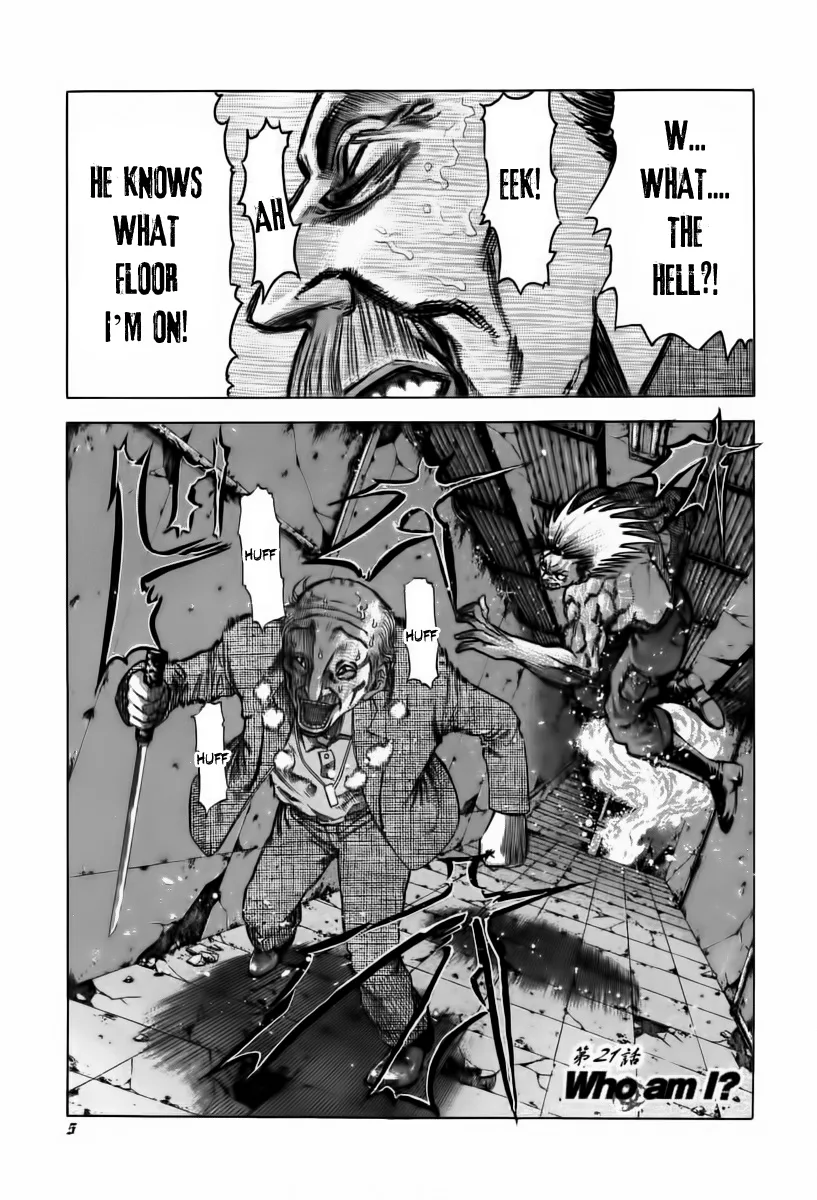 W...
WHAT....
THE
HELL?!
EEK!
AH
HE KNOWS
WHAT
FLOOR
I'M ON!
HUFF
HUFF
HUFF
第21話
Who am I?
5